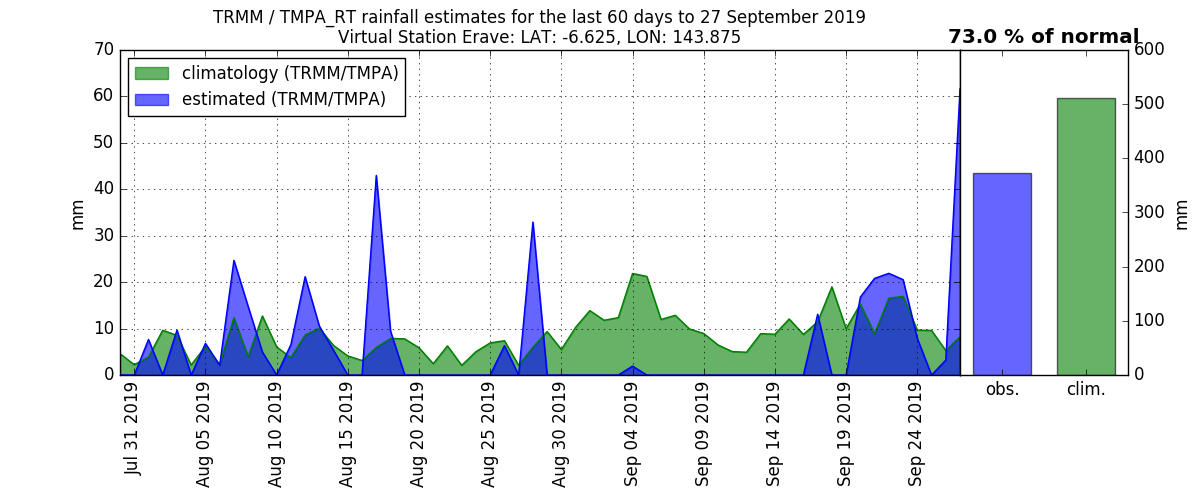 TRMM / TMPA_RT rainfall estimates for the last 60 days to 27 September 2019
Virtual Station Erave: LAT: -6.625, LON: 143.875
73.0 % of normal
climatology (TRMM/TMPA)
estimated (TRMM/TMPA)
70
60
50
40
30
20
10
0
mm
Jul 31 2019
Aug 05 2019
Aug 10 2019
Aug 15 2019
Aug 20 2019
Aug 25 2019
Aug 30 2019
Sep 04 2019
Sep 09 2019
Sep 14 2019
Sep 19 2019
Sep 24 2019
obs.
clim.
600
500
400
300
200
100
0
mm